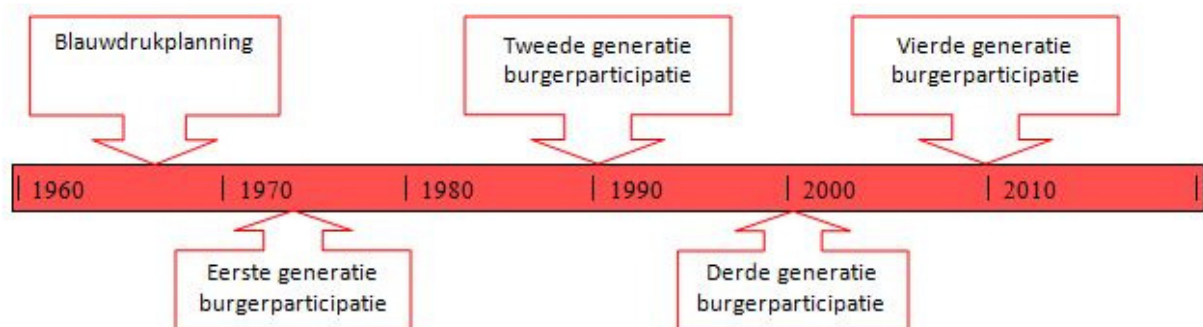 Blauwdrukplanning
Tweede generatie
burgerparticipatie
Vierde generatie
burgerparticipatie
1960
1970
1980
1990
2000
2010
Eerste generatie
burgerparticipatie
Derde generatie
burgerparticipatie